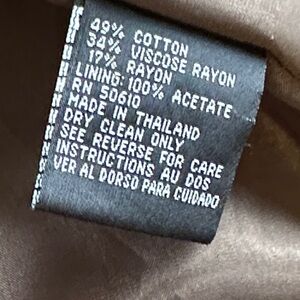 49% COTTON
34% VISCOSE RAYON
17% RAYON
LINING: 100% ACETATE
RN 50610
MADE IN THAILAND
DRY CLEAN ONLY
SEE REVERSE FOR CARE
INSTRUCTIONS AU DOS
VER AL DORSO PARA CUIDADO